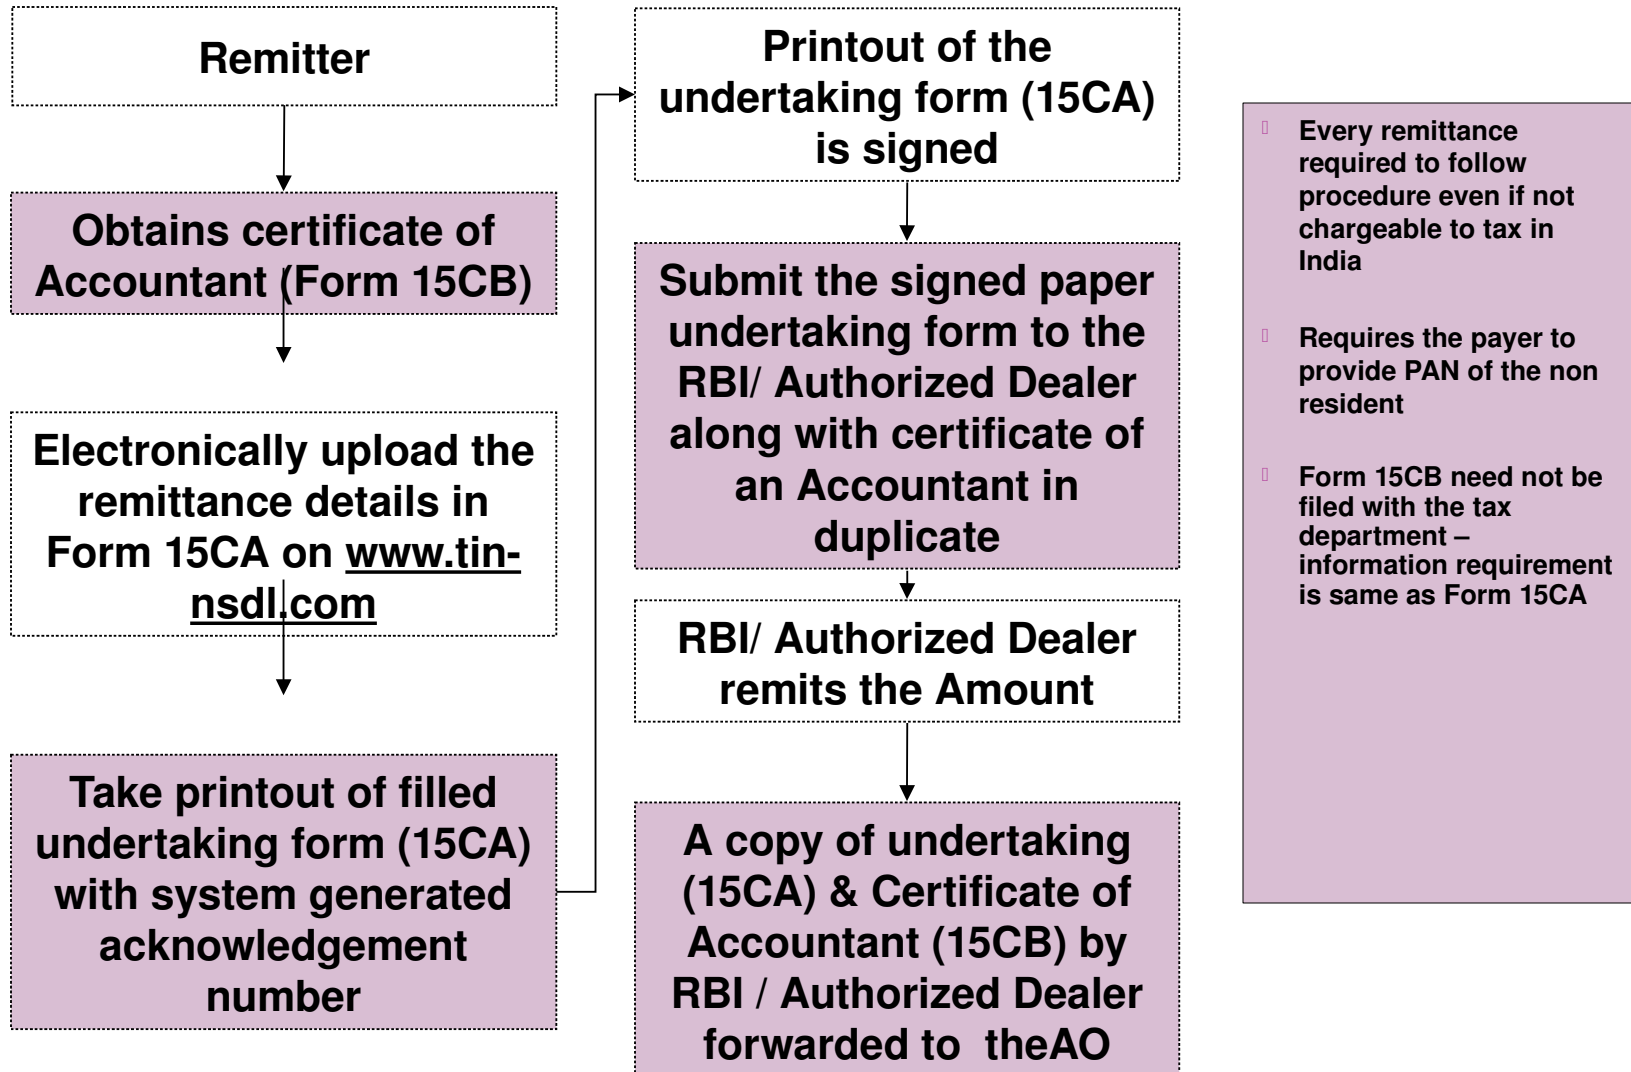 Remitter
Obtains certificate of
Accountant (Form 15CB)
Electronically upload the
remittance details in
Form 15CA on www.tin-
nsdl.com
Take printout of filled
undertaking form (15CA)
with system generated
acknowledgement
number
Printout of the
undertaking form (15CA)
is signed
Submit the signed paper
undertaking form to the
RBI/ Authorized Dealer
along with certificate of
an Accountant in
duplicate
RBI/ Authorized Dealer
remits the Amount
A copy of undertaking
(15CA) & Certificate of
Accountant (15CB) by
RBI / Authorized Dealer
forwarded to theAO
Every remittance
required to follow
procedure even if not
chargeable to tax in
India
Requires the payer to
provide PAN of the non
resident
Form 15CB need not be
filed with the tax
department –
information requirement
is same as Form 15CA